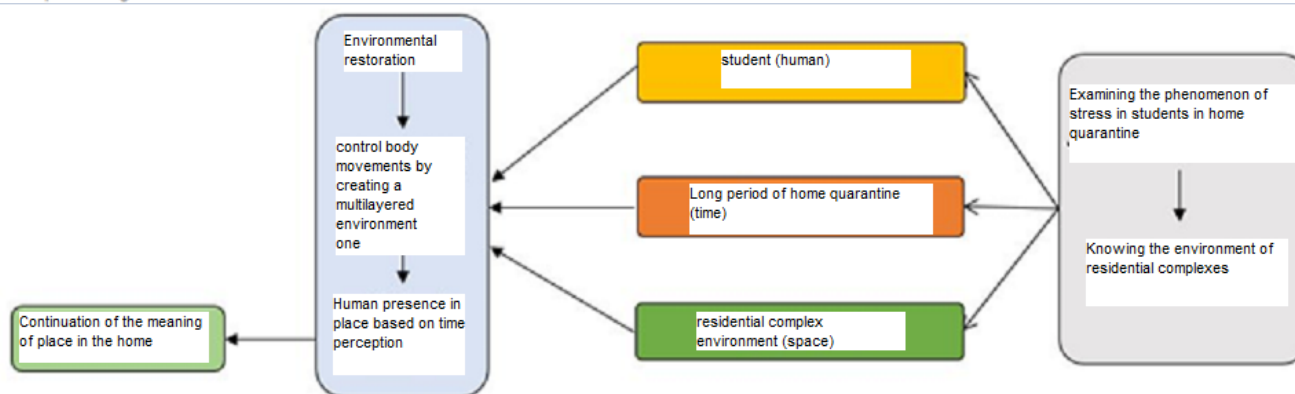 Environmental
restoration
control body
movements by
creating a
multilayered
environment
one
Human presence in
place based on time
perception
Continuation of the meaning
of place in the home
student (human)
Long period of home quarantine
(time)
residential complex
environment (space)
Examining the phenomenon of
stress in students in home
quarantine
Knowing the environment of
residential complexes